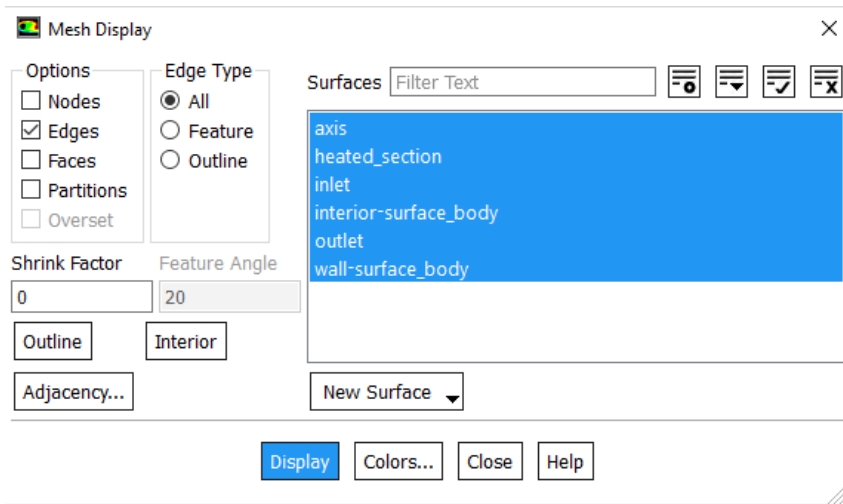 Mesh Display
Options
Nodes
Edges
Faces
Partitions
Overset
Edge Type
All
Feature
Outline
Shrink Factor
0
Feature Angle
20
Outline
Interior
Adjacency...
Surfaces
Filter Text
axis
heated_section
inlet
interior-surface_body
outlet
wall-surface_body
New Surface
Display
Colors...
Close
Help